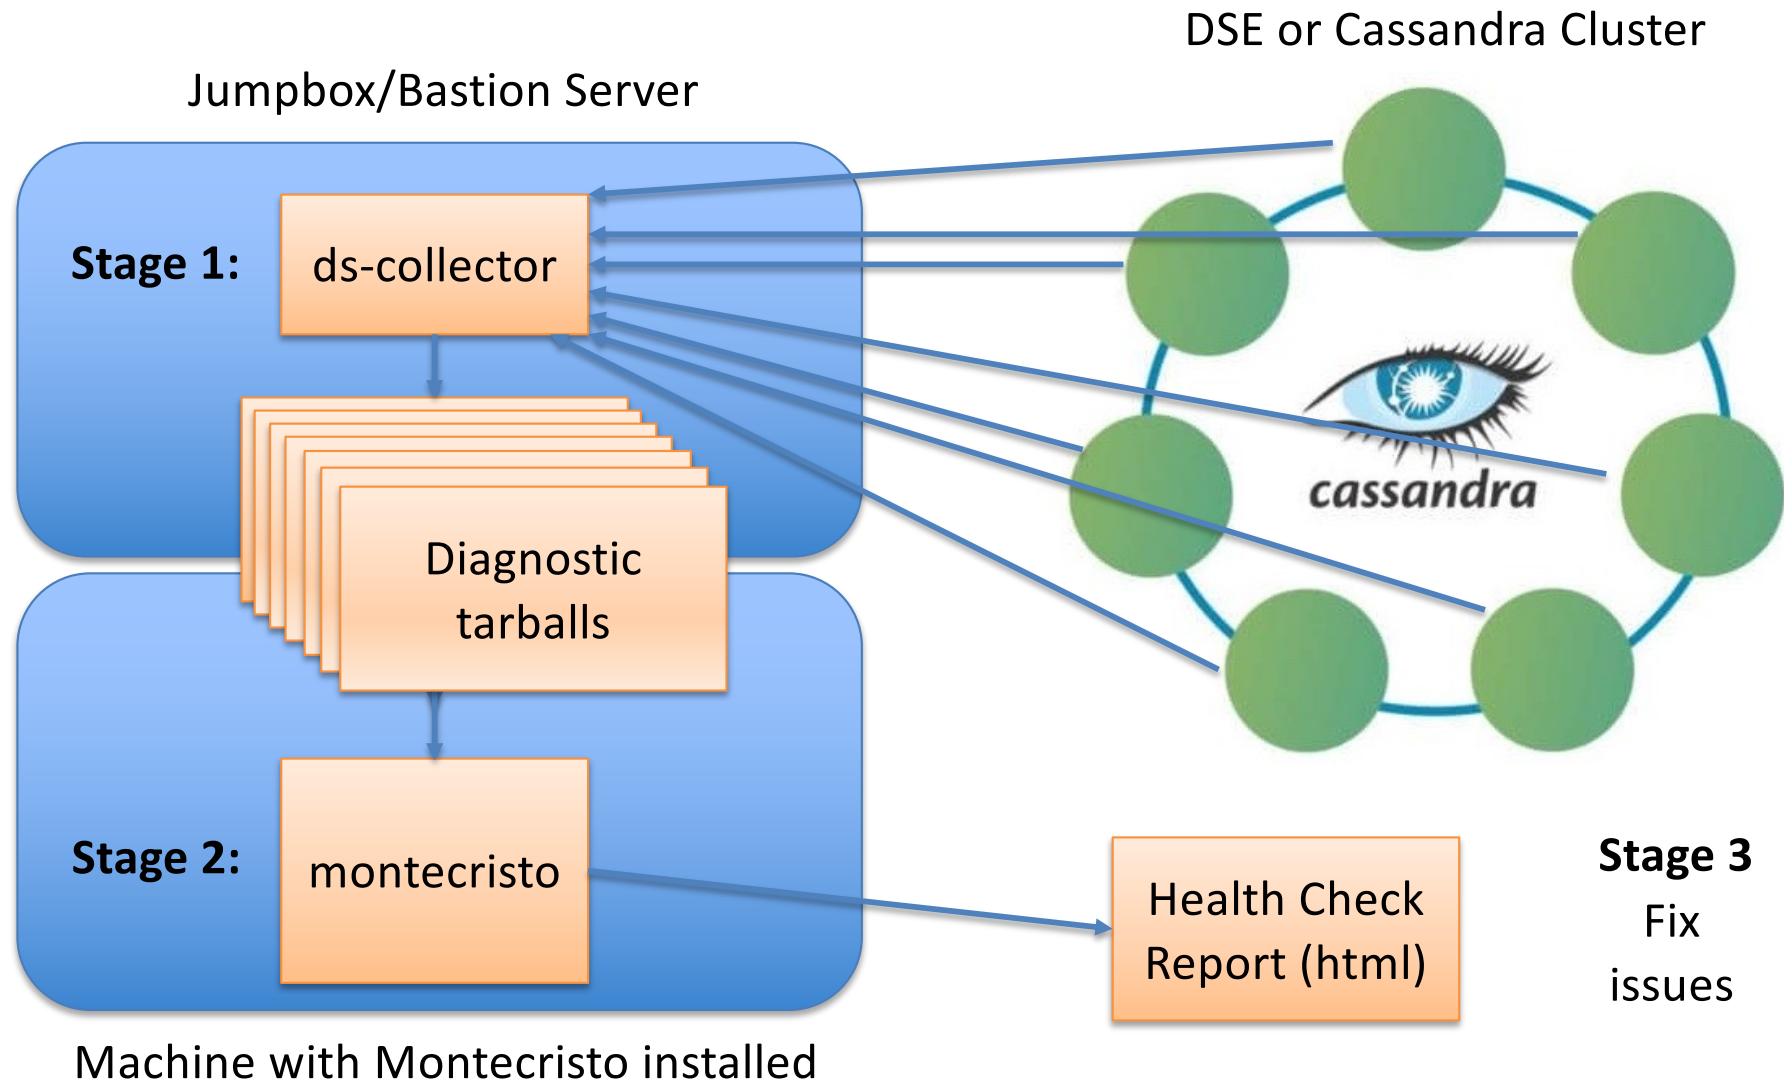 DSE or Cassandra Cluster
Jumpbox/Bastion Server
Stage 1:
ds-collector
cassandra
Diagnostic
tarballs
Stage 2:
montecristo
Health Check
Report (html)
Stage 3
Fix
issues
Machine with Montecristo installed